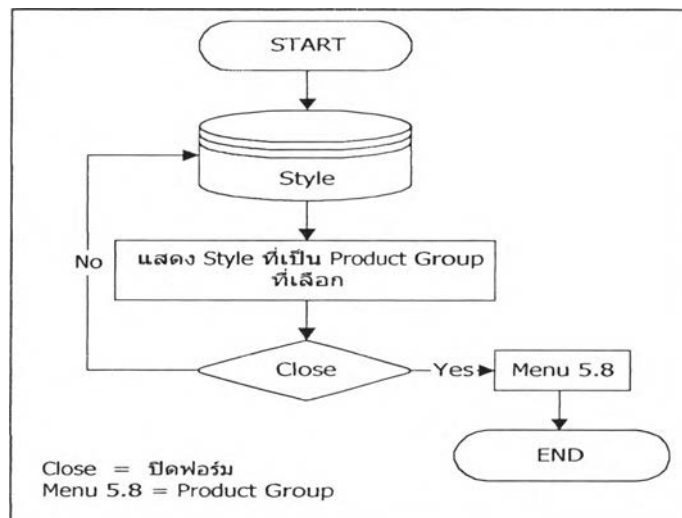 START
Style
แสดง Style ที่เป็น Product Group
ที่เลือก
No
Close
Yes
Menu 5.8
END
Close = ปิดฟอร์ม
Menu 5.8 = Product Group